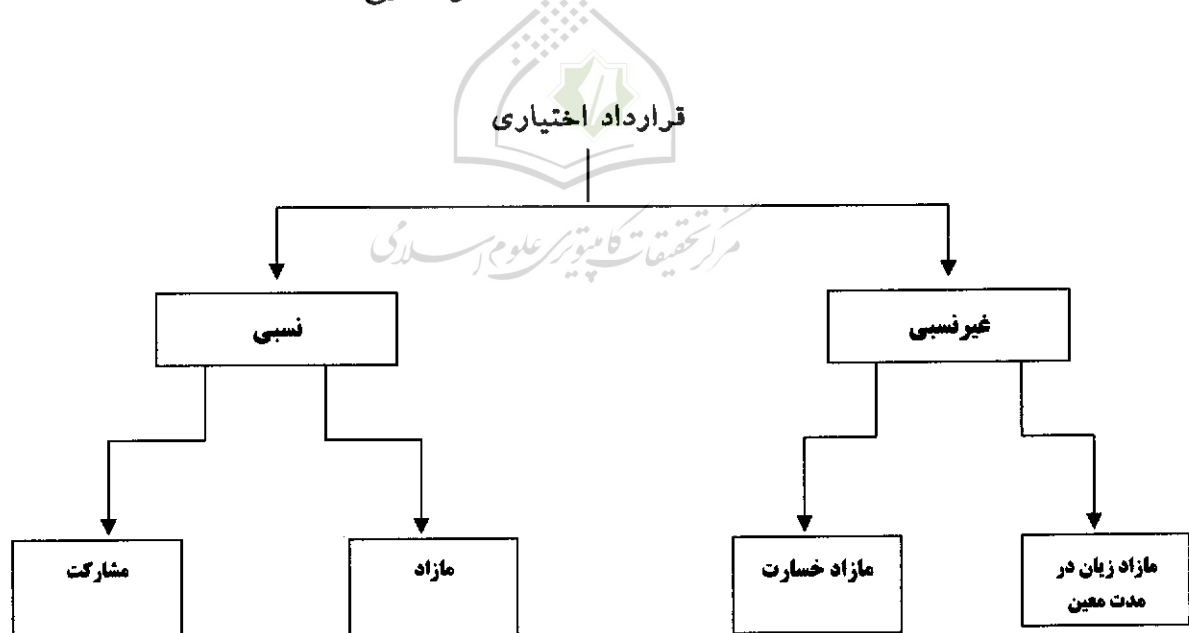 قرارداد اختیاری
مرکز تحقیقات کامپیوتری علوم اسلامی
غیرنسبی
نسبی
مازاد زیان در
مدت معین
مازاد خسارت
مازاد
مشارکت